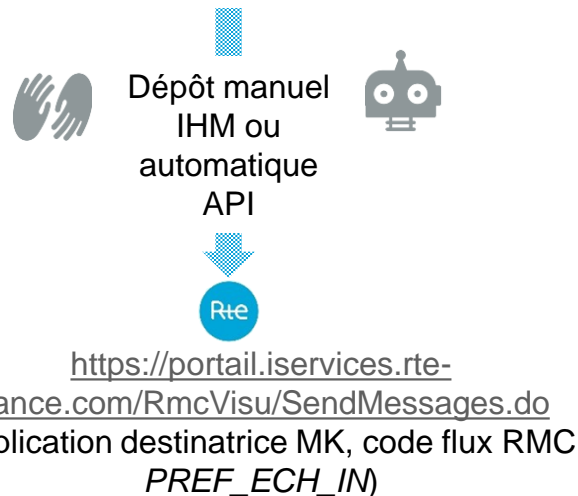 Dépôt manuel
IHM ou
automatique
API
Rte
https://portail.iservices.rte-
ance.com/RmcVisu/SendMessages.do
plication destinatrice MK, code flux RMC
PREF_ECH_IN)